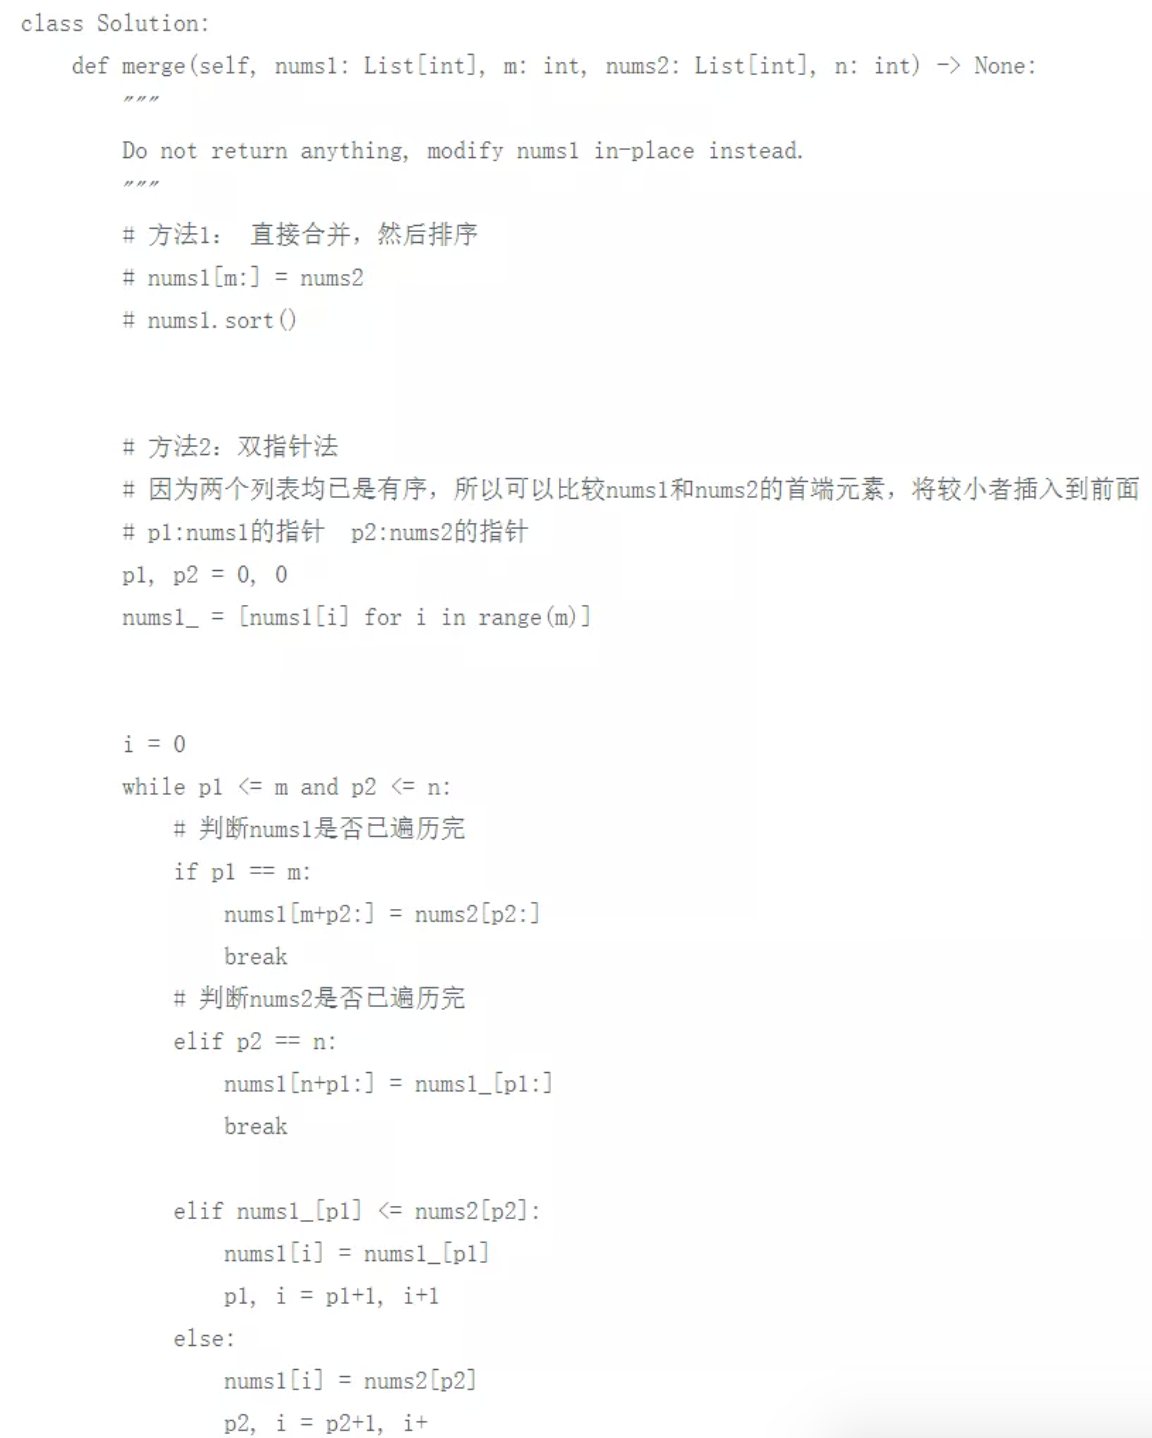 class Solution:
    def merge(self, nums1: List[int], m: int, nums2: List[int], n: int) -> None:
        """
        Do not return anything, modify nums1 in-place instead.
        """
        # 方法1： 直接合并，然后排序
        # nums1[m:] = nums2
        # nums1.sort()
        # 方法2：双指针法
        # 因为两个列表均已是有序，所以可以比较nums1和nums2的首端元素，将较小者插入到前面
        # p1:nums1的指针  p2:nums2的指针
        p1, p2 = 0, 0
        nums1_ = [nums1[i] for i in range(m)]
        i = 0
        while p1 <= m and p2 <= n:
            # 判断nums1是否已遍历完
            if p1 == m:
                nums1[m+p2:] = nums2[p2:]
                break
            # 判断nums2是否已遍历完
            elif p2 == n:
                nums1[n+p1:] = nums1_[p1:]
                break
            elif nums1_[p1] <= nums2[p2]:
                nums1[i] = nums1_[p1]
                p1, i = p1+1, i+1
            else:
                nums1[i] = nums2[p2]
                p2, i = p2+1, i+